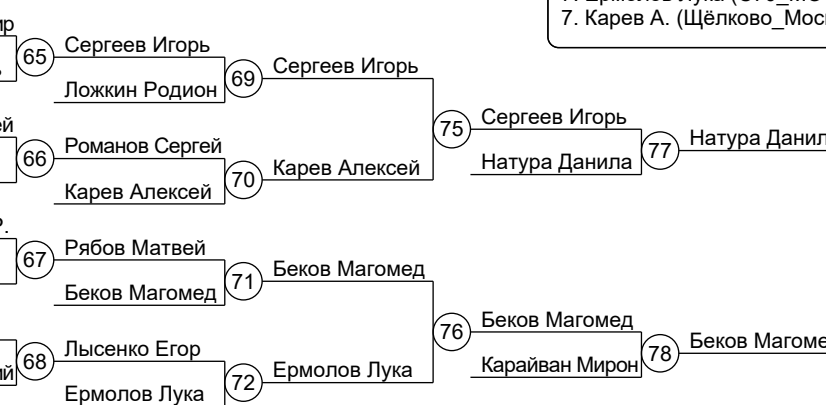 7. Карев А. (Щёлково_Моск
65
Сергеев Игорь
Ложкин Родион
69
Сергеев Игорь
66
Романов Сергей
Карев Алексей
70
Карев Алексей
75
Сергеев Игорь
Натура Данила
77
Натура Данил
67
Рябов Матвей
Беков Магомед
71
Беков Магомед
68
Лысенко Егор
Ермолов Лука
72
Ермолов Лука
76
Беков Магомед
Карайван Мирон
78
Беков Магоме